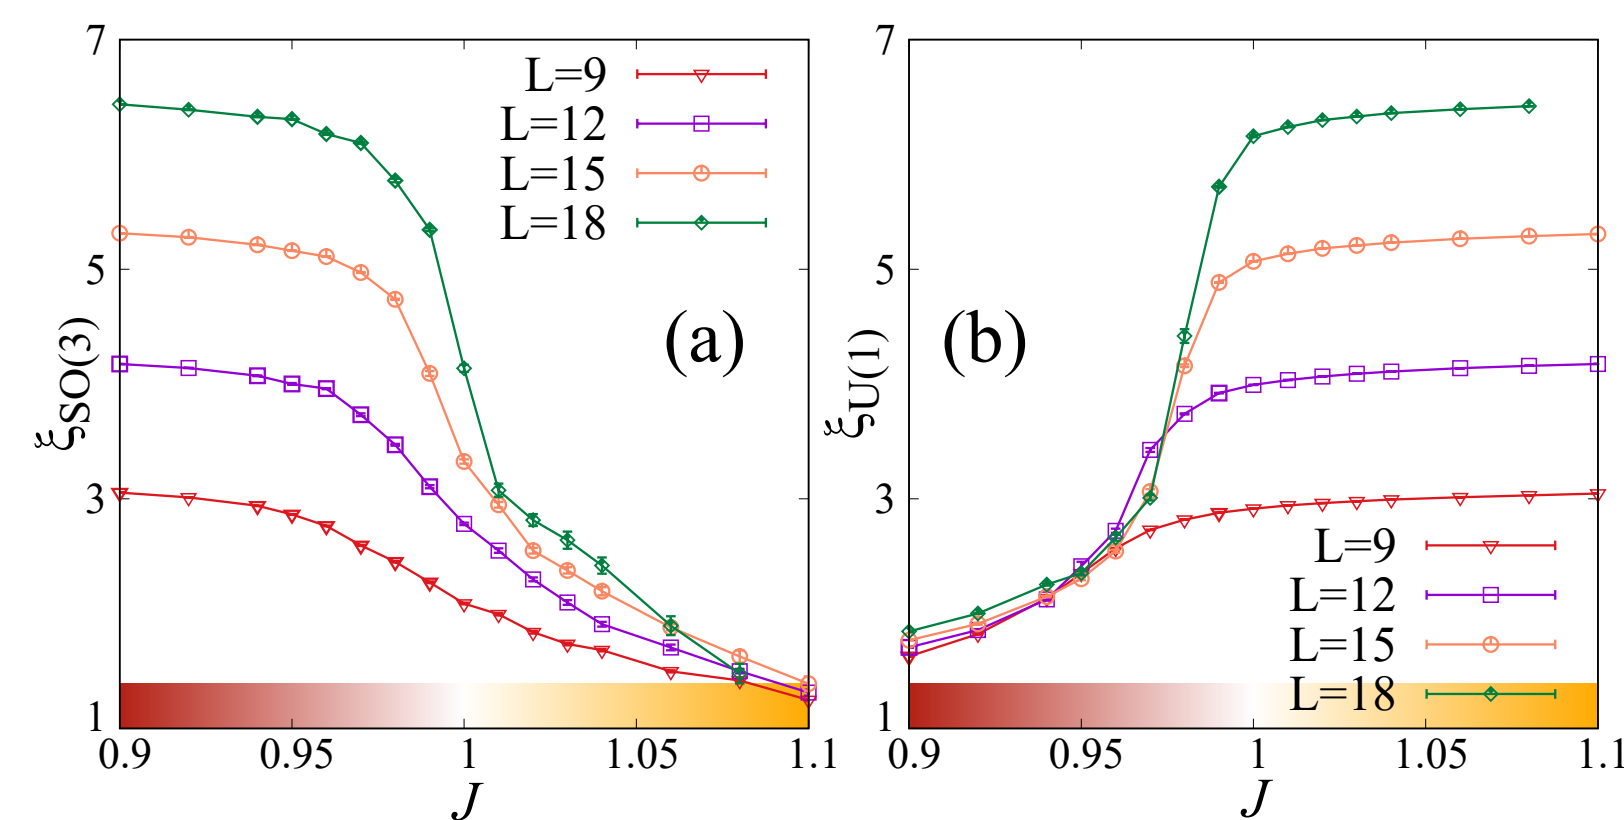 7
5
3
1
ξSO(3)
L=9
L=12
L=15
L=18
(a)
0.9 0.95 1 1.05 1.1
J
7
5
3
1
ξU(1)
(b)
L=9
L=12
L=15
L=18
0.9 0.95 1 1.05 1.1
J